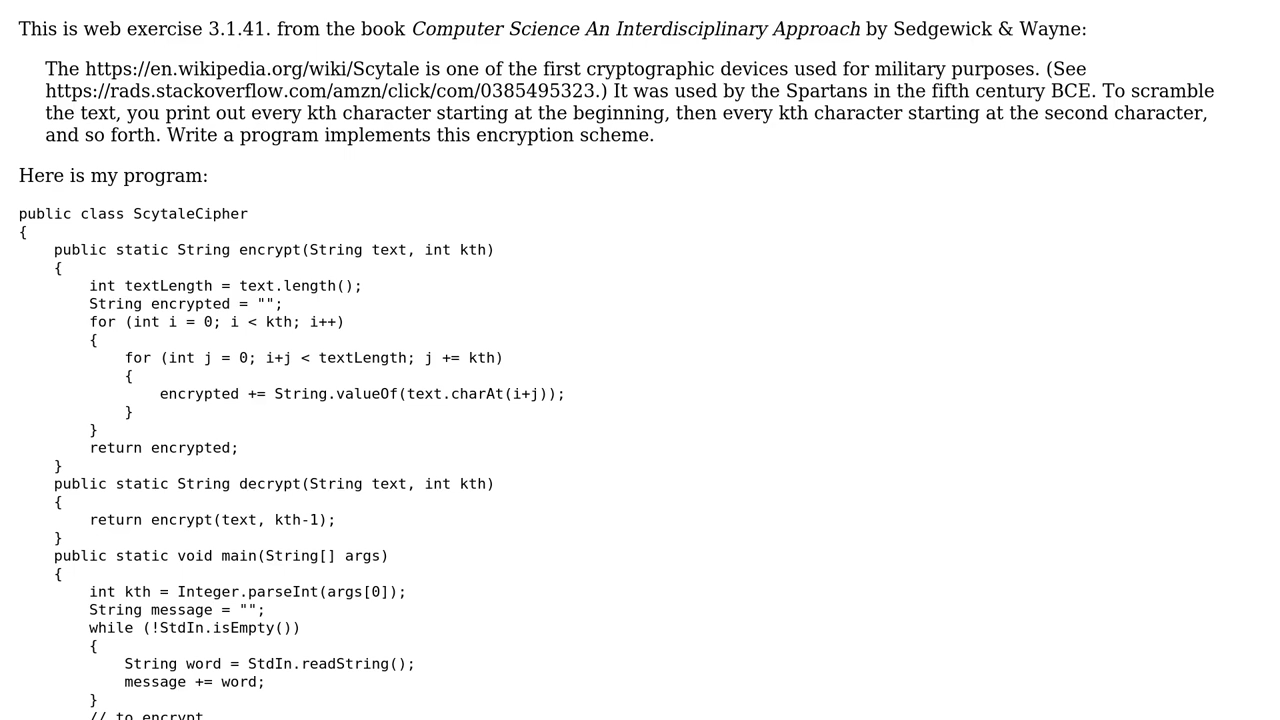 This is web exercise 3.1.41. from the book Computer Science An Interdisciplinary Approach by Sedgewick & Wayne:
The https://en.wikipedia.org/wiki/Scytale is one of the first cryptographic devices used for military purposes. (See
https://rads.stackoverflow.com/amzn/click/com/0385495323.) It was used by the Spartans in the fifth century BCE. To scramble
the text, you print out every kth character starting at the beginning, then every kth character starting at the second character,
and so forth. Write a program implements this encryption scheme.
Here is my program:
public class ScytaleCipher
{
    public static String encrypt(String text, int kth)
    {
        int textLength = text.length();
        String encrypted = "";
        for (int i = 0; i < kth; i++)
        {
            for (int j = 0; i+j < textLength; j += kth)
            {
                encrypted += String.valueOf(text.charAt(i+j));
            }
        }
        return encrypted;
    }
    public static String decrypt(String text, int kth)
    {
        return encrypt(text, kth-1);
    }
    public static void main(String[] args)
    {
        int kth = Integer.parseInt(args[0]);
        String message = "";
        while (!StdIn.isEmpty())
        {
            String word = StdIn.readString();
            message += word;
        }
        // to encrypt